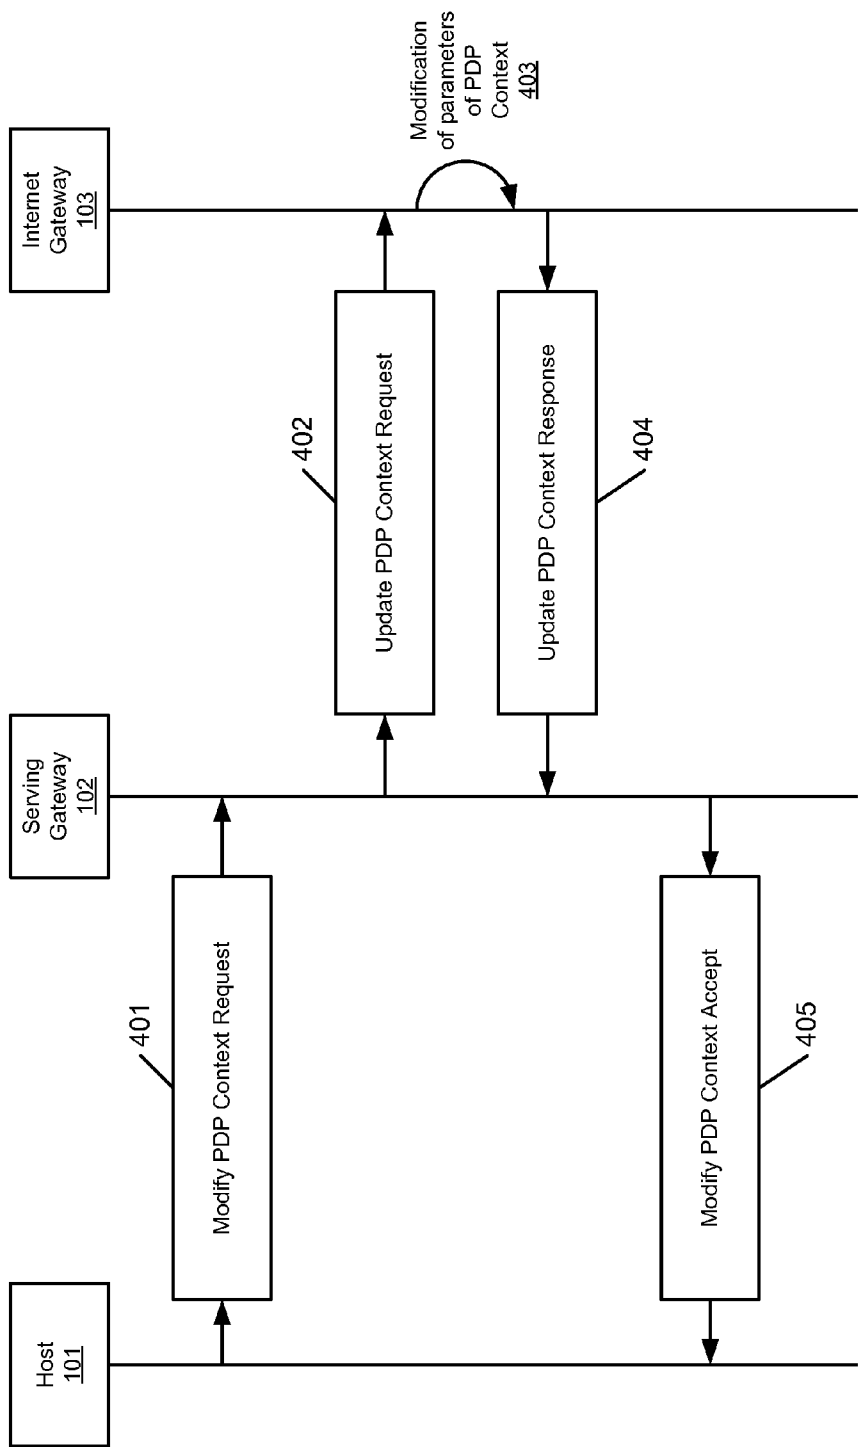 Host
101
Serving
Gateway
102
Internet
Gateway
103
401
Modify PDP Context Request
402
Update PDP Context Request
Modification
of parameters
of PDP
Context
403
Update PDP Context Response
404
Modify PDP Context Accept
405